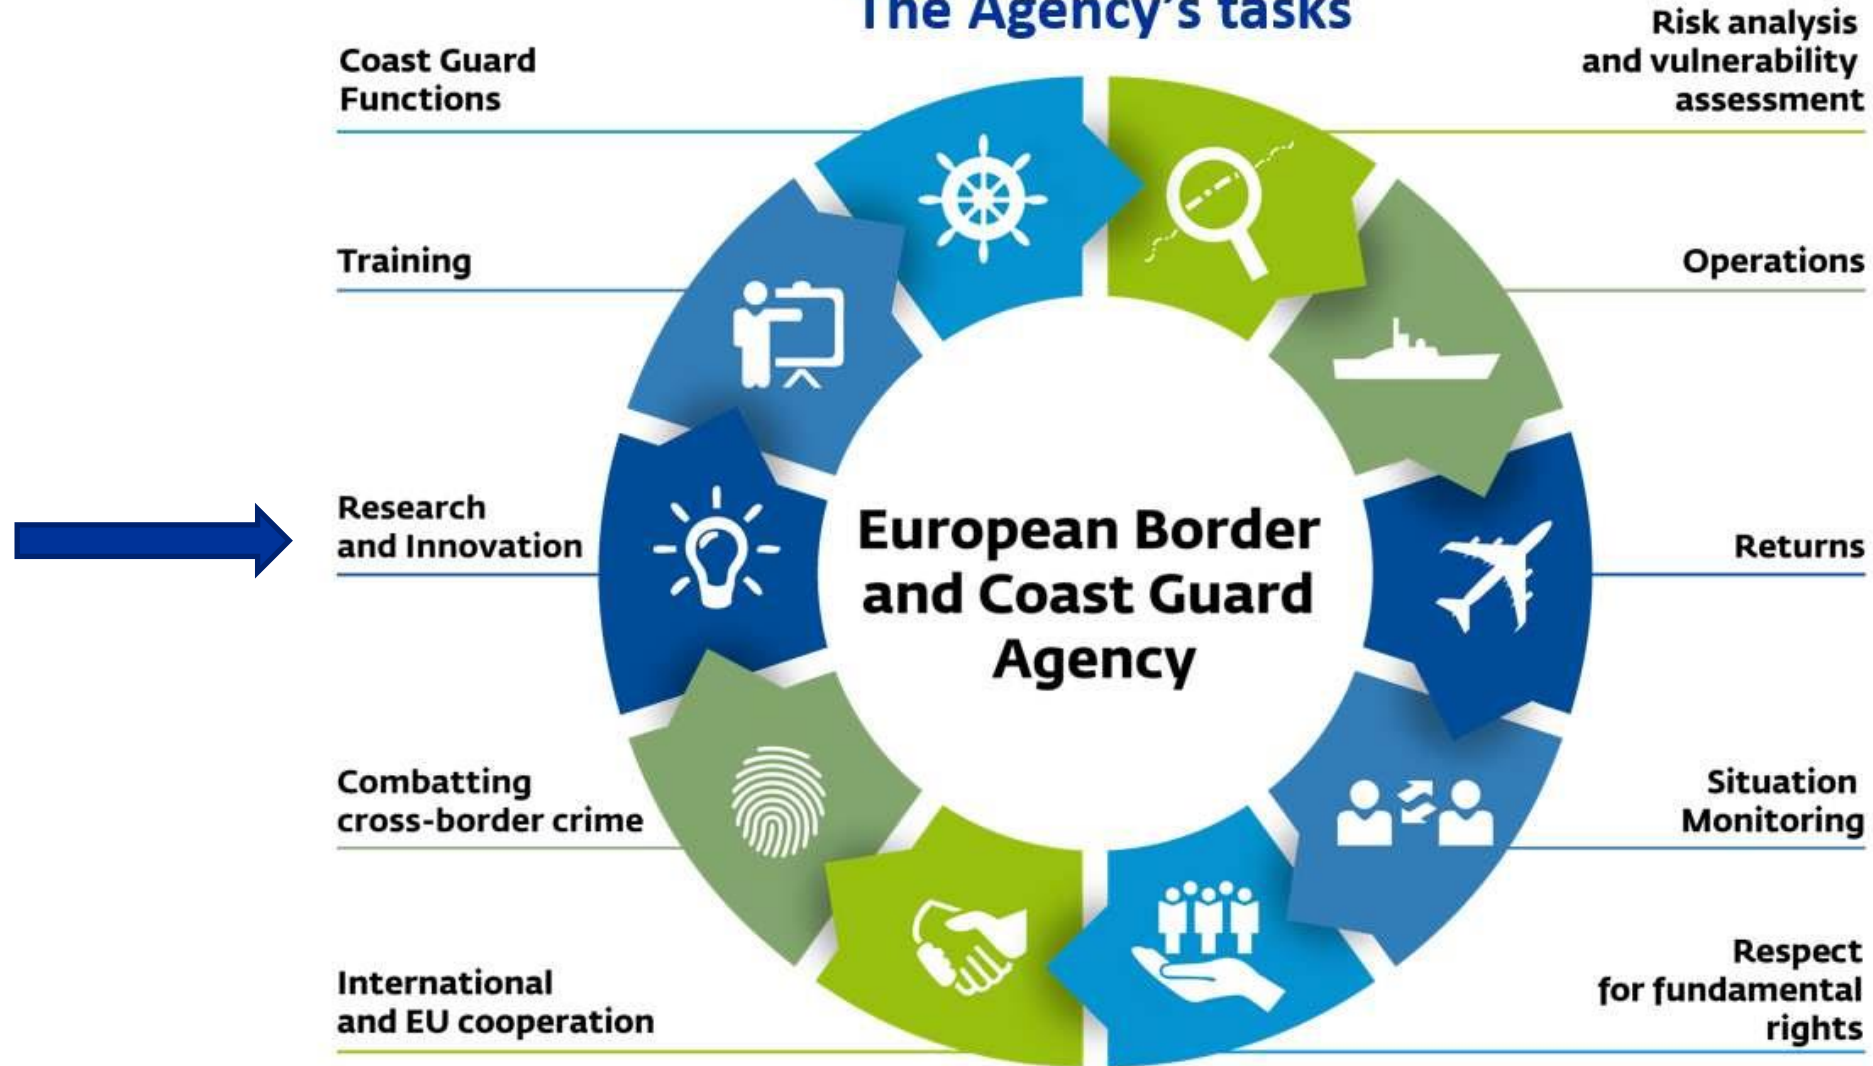 The Agency's tasks
Coast Guard
Functions
Training
Research
and Innovation
Combatting
cross-border crime
International
and EU cooperation
European Border
and Coast Guard
Agency
Risk analysis
and vulnerability
assessment
Operations
Returns
Situation
Monitoring
Respect
for fundamental
rights